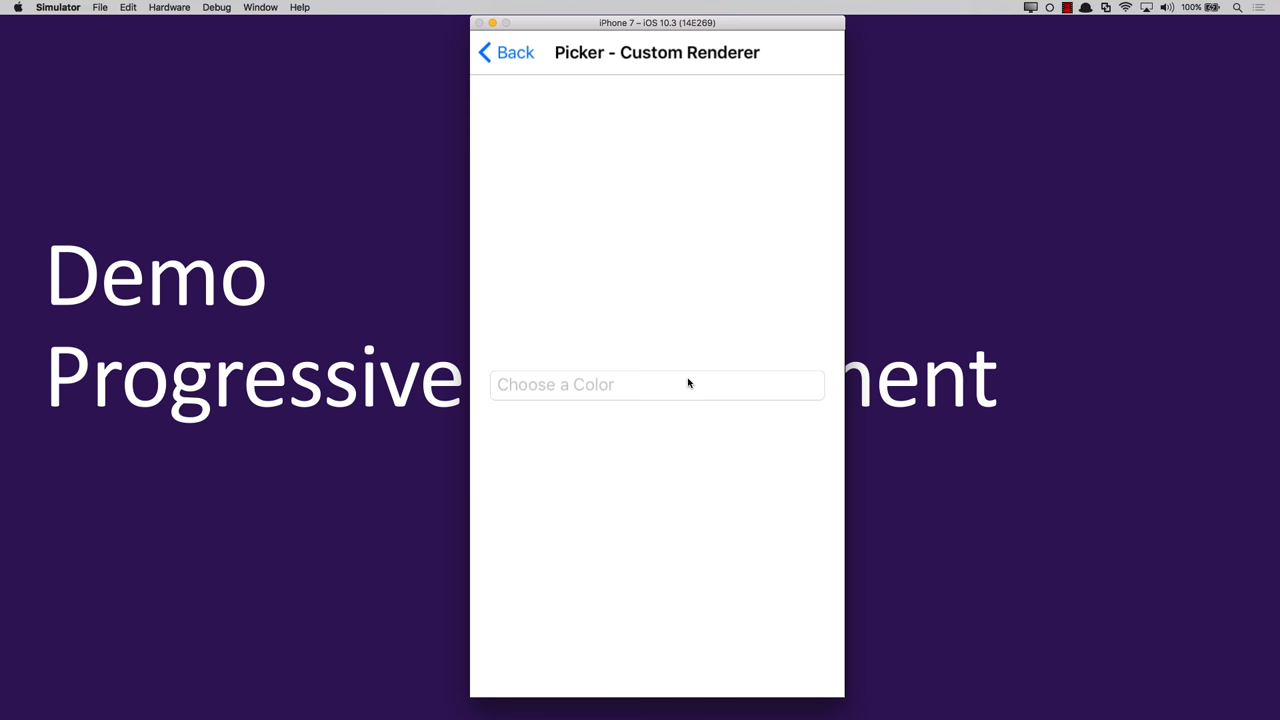 Simulator File Edit Hardware Debug Window Help 100%
iPhone 7 – iOS 10.3 (14E269)
Back Picker - Custom Renderer
Demo
Progressive
nent
Choose a Color